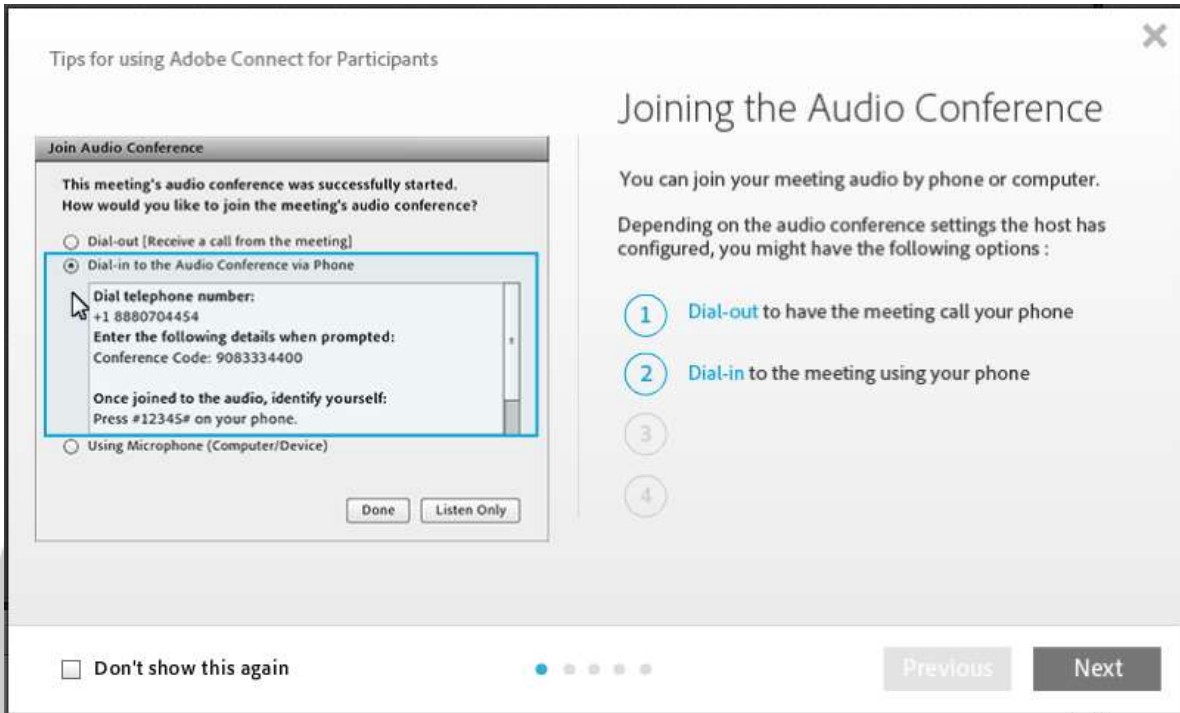 Tips for using Adobe Connect for Participants
Join Audio Conference
This meeting's audio conference was successfully started.
How would you like to join the meeting's audio conference?
Dial-out [Receive a call from the meeting]
Dial-in to the Audio Conference via Phone
Dial telephone number:
+1 8880704454
Enter the following details when prompted:
Conference Code: 9083334400
Once joined to the audio, identify yourself:
Press #12345# on your phone.
Using Microphone (Computer/Device)
Done
Listen Only
Joining the Audio Conference
You can join your meeting audio by phone or computer.
Depending on the audio conference settings the host has
configured, you might have the following options :
1 Dial-out to have the meeting call your phone
2 Dial-in to the meeting using your phone
3
4
Don't show this again
Previous
Next